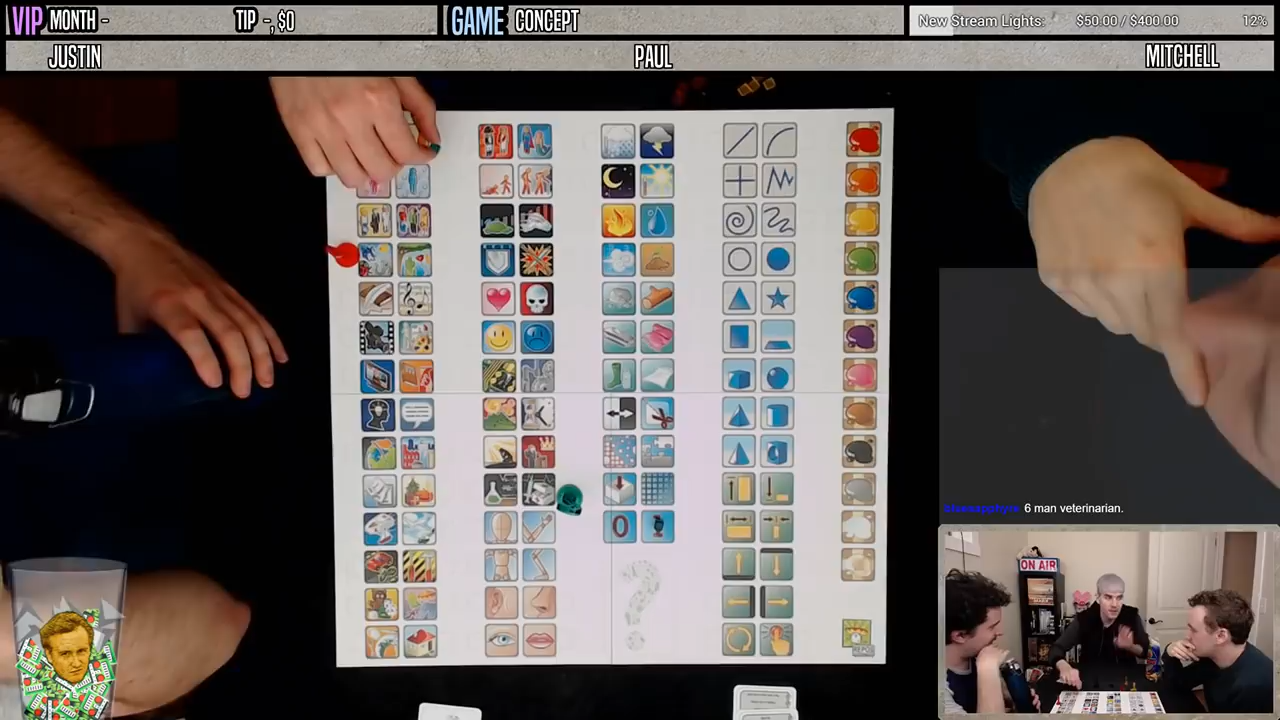 VIP MONTH -
TIP -, $0
GAME CONCEPT
New Stream Lights: $50.00 / $400.00 12%
JUSTIN
PAUL
MITCHELL
6 man veterinarian.
ON AIR